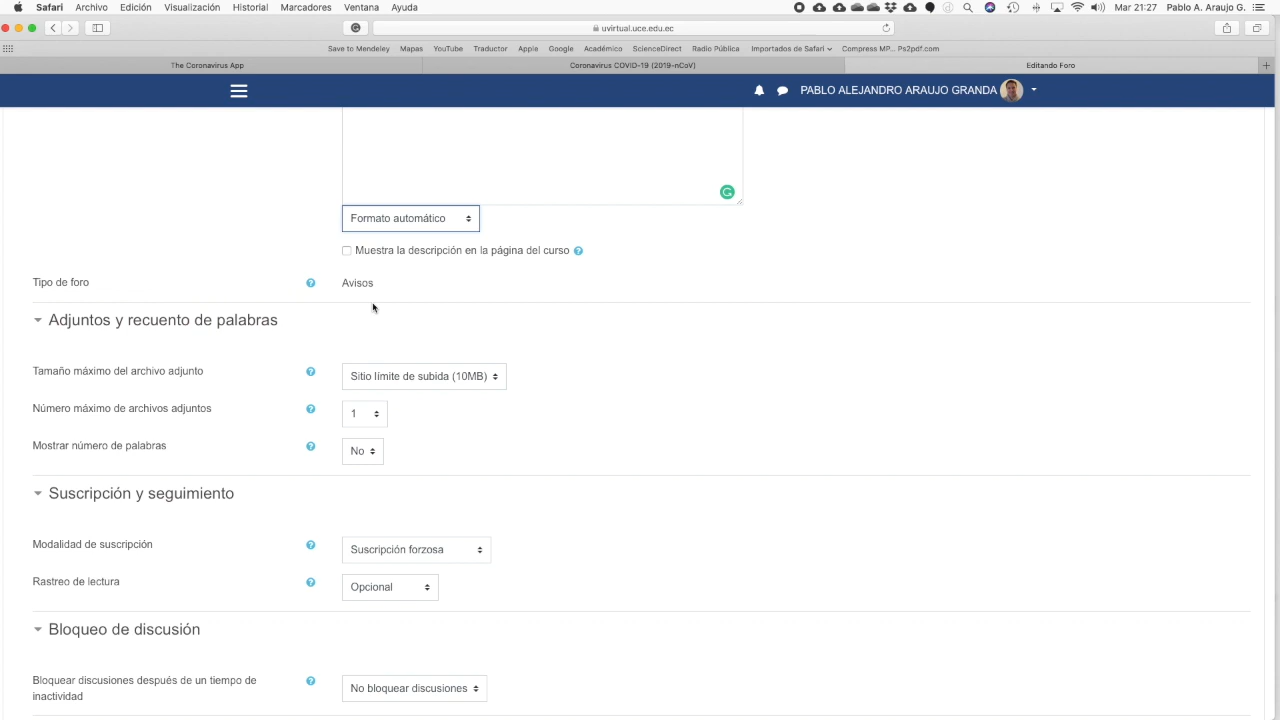 Safari Archivo Edición Visualización Historial Marcadores Ventana Ayuda Mar 21:27 Pablo A. Araujo G.
uvirtual.uce.edu.ec
Save to Mendeley Mapas YouTube Traductor Apple Google Académico ScienceDirect Radio Pública Importados de Safari Compress MP... Ps2pdf.com
The Coronavirus App Coronavirus COVID-19 (2019-nCoV) Editando Foro
PABLO ALEJANDRO ARAUJO GRANDA
Formato automático
Muestra la descripción en la página del curso
Tipo de foro Avisos
Adjuntos y recuento de palabras
Tamaño máximo del archivo adjunto Sitio límite de subida (10MB)
Número máximo de archivos adjuntos 1
Mostrar número de palabras No
Suscripción y seguimiento
Modalidad de suscripción Suscripción forzosa
Rastreo de lectura Opcional
Bloqueo de discusión
Bloquear discusiones después de un tiempo de
inactividad No bloquear discusiones